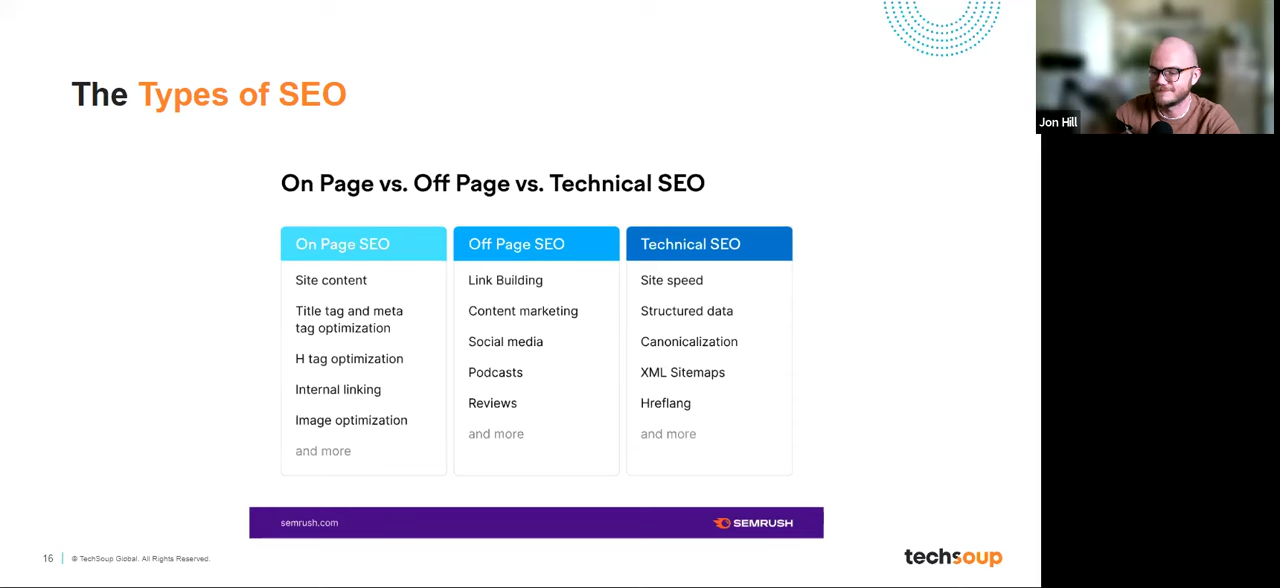 The Types of SEO
Jon Hill
On Page vs. Off Page vs. Technical SEO
On Page SEO
Site content
Title tag and meta
tag optimization
H tag optimization
Internal linking
Image optimization
and more
Off Page SEO
Link Building
Content marketing
Social media
Podcasts
Reviews
and more
Technical SEO
Site speed
Structured data
Canonicalization
XML Sitemaps
Hreflang
and more
semrush.com
SEMRUSH
16
© TechSoup Global. All Rights Reserved.
techsoup